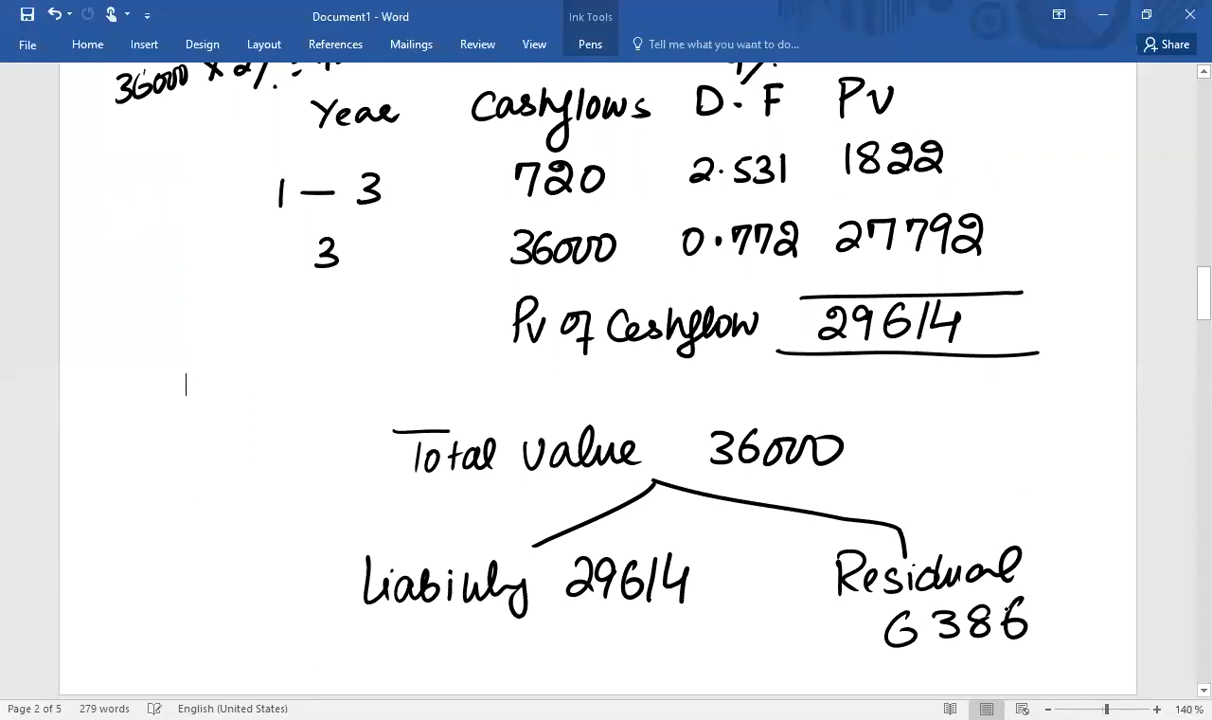 Document1 - Word
Ink Tools
File Home Insert Design Layout References Mailings Review View Pens Tell me what you want to do... Share
36000 × 2%. =
Year Cashflows D.F PV
1 — 3 720 2.531 1822
3 36000 0.772 27792
Pv of Cashflow 29614
Total value 36000
Liability 29614 Residual
6386
Page 2 of 5 279 words English (United States) 140 %